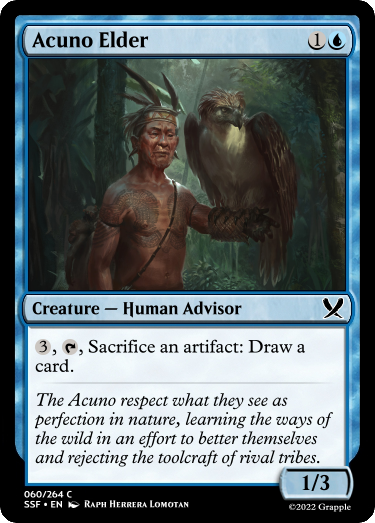 Acuno Elder 1
Creature — Human Advisor
3, , Sacrifice an artifact: Draw a
card.
The Acuno respect what they see as
perfection in nature, learning the ways of
the wild in an effort to better themselves
and rejecting the toolcraft of rival tribes.
1/3
060/264 C
SSF • EN Raph Herrera Lomotan
©2022 Grapple